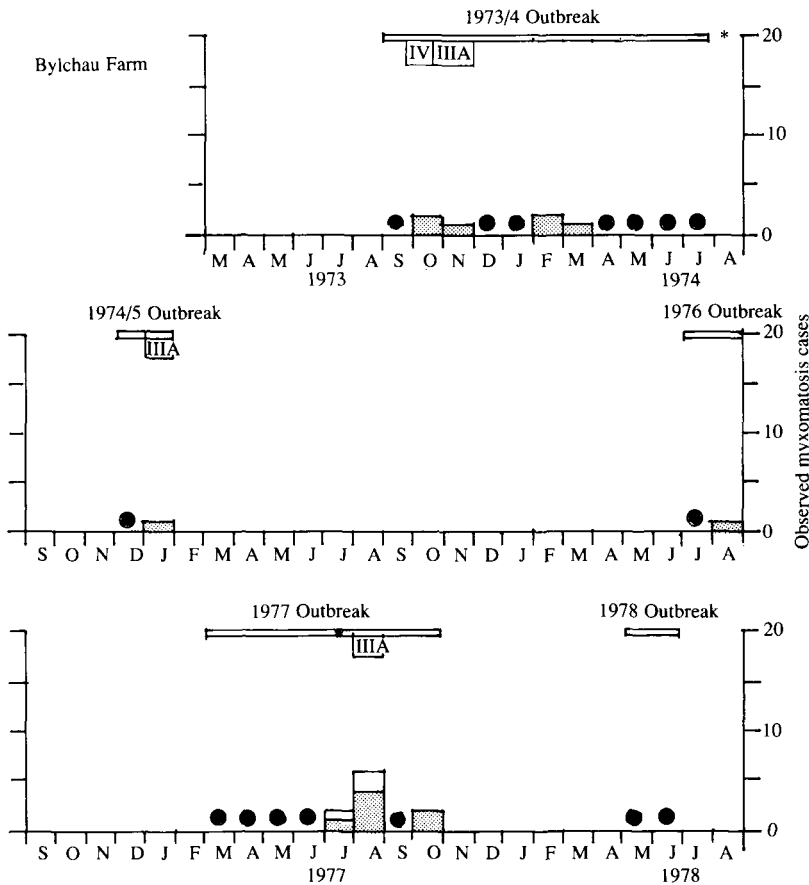 1973/4 Outbreak
*
20
Bylchau Farm
IV IIIA
10
0
M A M J J A S O N D J F M A M J J A
1973 1974
1974/5 Outbreak 1976 Outbreak
20
IIIA
10
0
S O N D J F M A M J J A S O N D J F M A M J J A
Observed myxomatosis cases
1977 Outbreak 1978 Outbreak
20
IIIA
10
0
S O N D J F M A M J J A S O N D J F M A M J J A
1977 1978